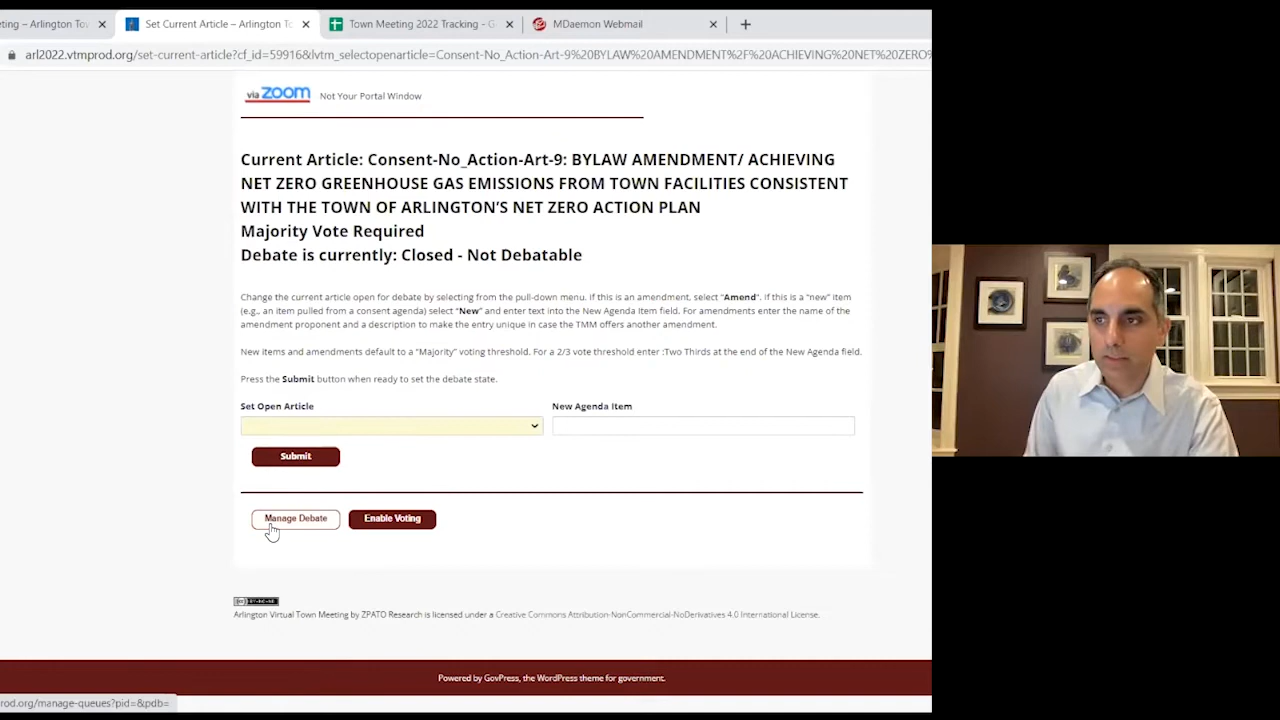 eting – Arlington Tov
Set Current Article – Arlington To
Town Meeting 2022 Tracking - G
MDaemon Webmail
arl2022.vtmprod.org/set-current-article?cf_id=59916&lvtm_selectopenarticle=Consent-No_Action-Art-9%20BYLAW%20AMENDMENT%2F%20ACHIEVING%20NET%20ZERO%
via zoom Not Your Portal Window
Current Article: Consent-No_Action-Art-9: BYLAW AMENDMENT/ ACHIEVING
NET ZERO GREENHOUSE GAS EMISSIONS FROM TOWN FACILITIES CONSISTENT
WITH THE TOWN OF ARLINGTON'S NET ZERO ACTION PLAN
Majority Vote Required
Debate is currently: Closed - Not Debatable
Change the current article open for debate by selecting from the pull-down menu. If this is an amendment, select "Amend". If this is a "new" item
(e.g., an item pulled from a consent agenda) select "New" and enter text into the New Agenda Item field. For amendments enter the name of the
amendment proponent and a description to make the entry unique in case the TMM offers another amendment.
New items and amendments default to a "Majority" voting threshold. For a 2/3 vote threshold enter :Two Thirds at the end of the New Agenda field.
Press the Submit button when ready to set the debate state.
Set Open Article New Agenda Item
Submit
Manage Debate Enable Voting
Arlington Virtual Town Meeting by ZPATO Research is licensed under a Creative Commons Attribution-NonCommercial-NoDerivatives 4.0 International License.
Powered by GovPress, the WordPress theme for government.
rod.org/manage-queues?pid=&pdb=